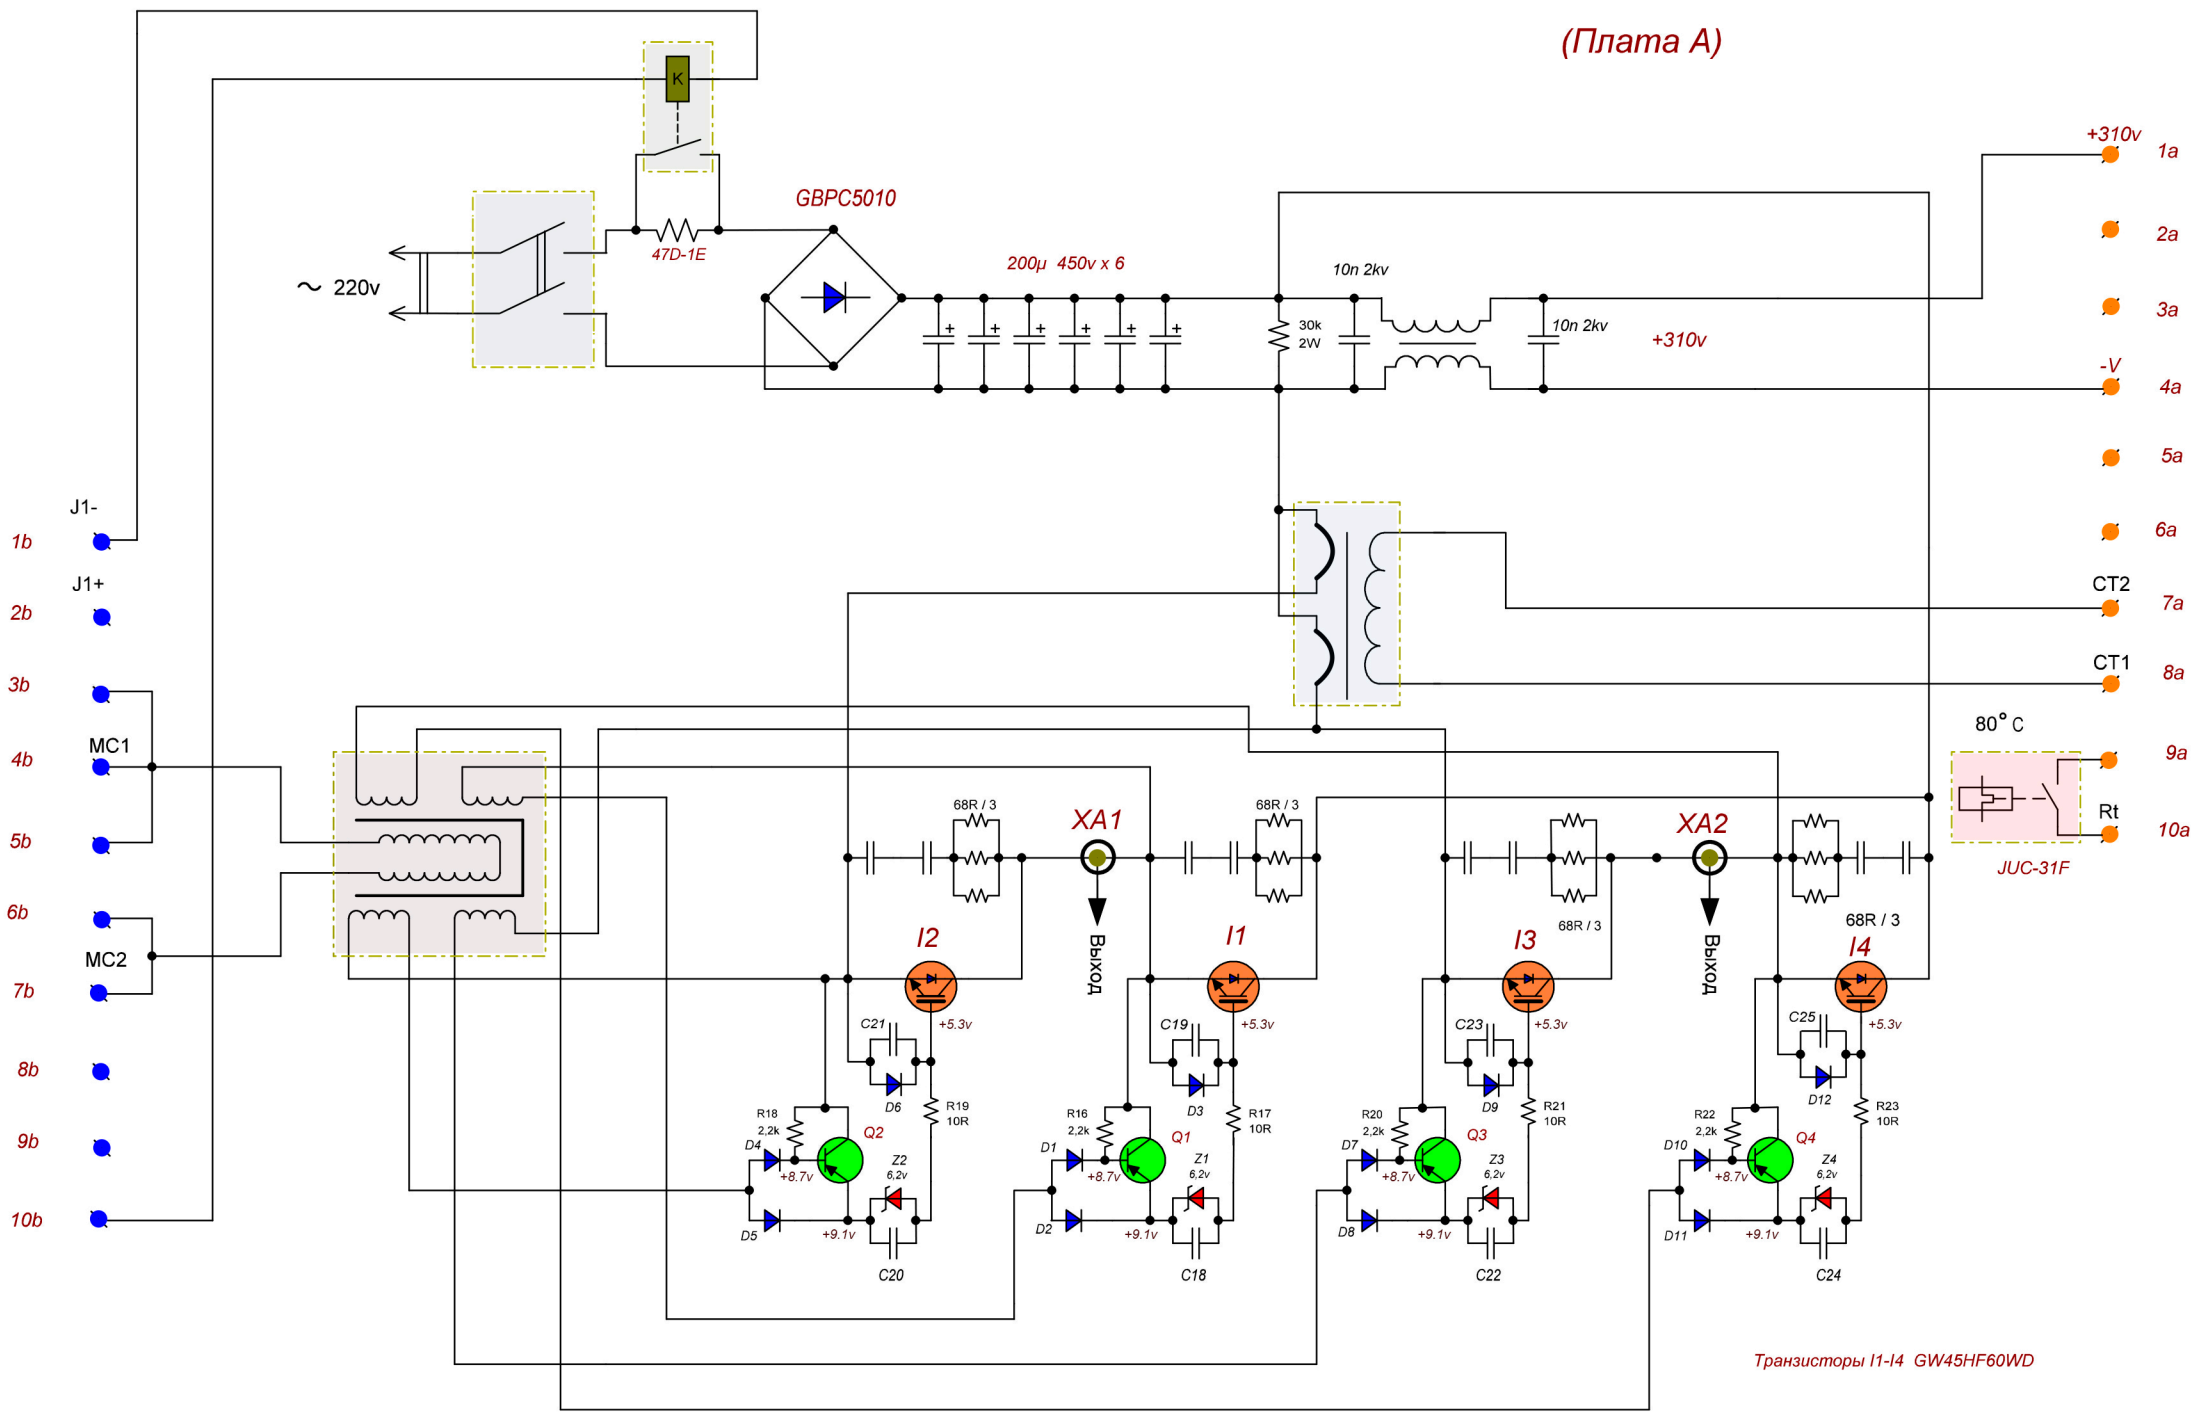 (Плата А)
K
+310v
1a
GBPC5010
2a
47D-1E
200µ 450v x 6
10n 2kv
~ 220v
3a
30k
2W
10n 2kv
+310v
-V
4a
5a
J1-
1b
6a
J1+
2b
CT2
7a
3b
CT1
8a
80°C
MC1
4b
9a
68R / 3
68R / 3
XA1
XA2
Rt
5b
10a
JUC-31F
6b
68R / 3
68R / 3
I2
I1
I3
I4
Выход
Выход
MC2
7b
C21
+5.3v
C19
+5.3v
C23
+5.3v
C25
+5.3v
8b
D6
D3
D9
D12
R18
2,2k
R19
10R
R16
2,2k
R17
10R
R20
2,2k
R21
10R
R22
2,2k
R23
10R
9b
D4
Q2
D1
Q1
D7
Q3
D10
Q4
Z2
6,2v
Z1
6,2v
Z3
6,2v
Z4
6,2v
+8.7v
+8.7v
+8.7v
+8.7v
10b
D5
+9.1v
D2
+9.1v
D8
+9.1v
D11
+9.1v
C20
C18
C22
C24
Транзисторы I1-I4 GW45HF60WD